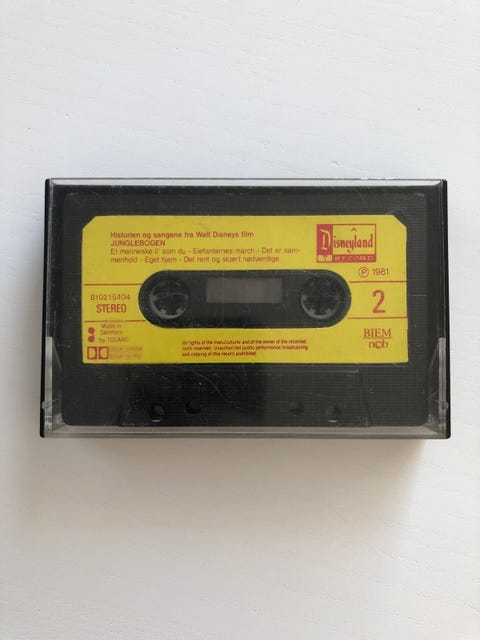 Historien og sangene fra Walt Disneys film
JUNGLEBOGEN
Et menneske li' som du - Elefanternes march - Det er sam-
menhold - Eget hjem - Det rent og skært nødvendige
Disneyland
RECORD
Ⓟ 1981
510215404
STEREO
2
Made in
Denmark
by TOCANO
All rights of the manufacturer and of the owner of the recorded
work reserved. Unauthorised public performance broadcasting
and copying of this record prohibited.
BIEM
ncb